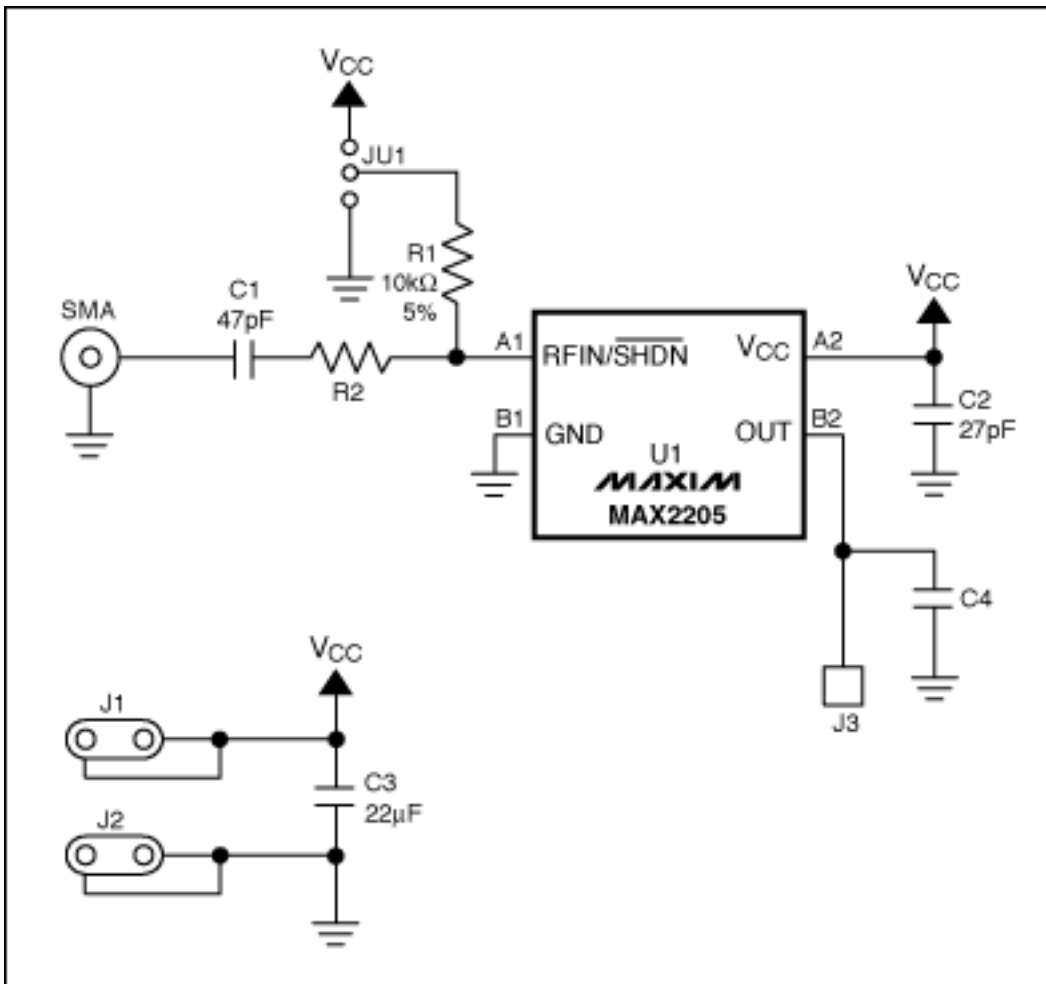 VCC
JU1
R1
10kΩ
5%
C1
47pF
SMA
R2
A1
RFIN/SHDN
VCC
A2
VCC
C2
27pF
B1
GND
OUT
B2
U1
MAXIM
MAX2205
C4
J3
VCC
J1
C3
22µF
J2